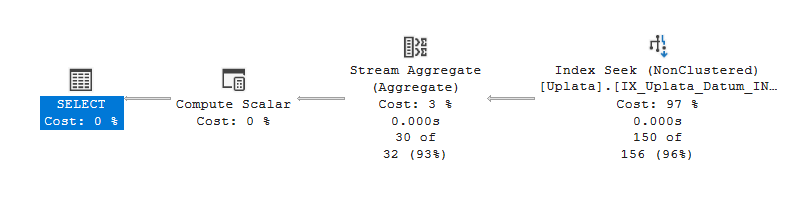 SELECT
Cost: 0 %
Compute Scalar
Cost: 0 %
Stream Aggregate
(Aggregate)
Cost: 3 %
0.000s
30 of
32 (93%)
Index Seek (NonClustered)
[Uplata].[IX_Uplata_Datum_IN…
Cost: 97 %
0.000s
150 of
156 (96%)